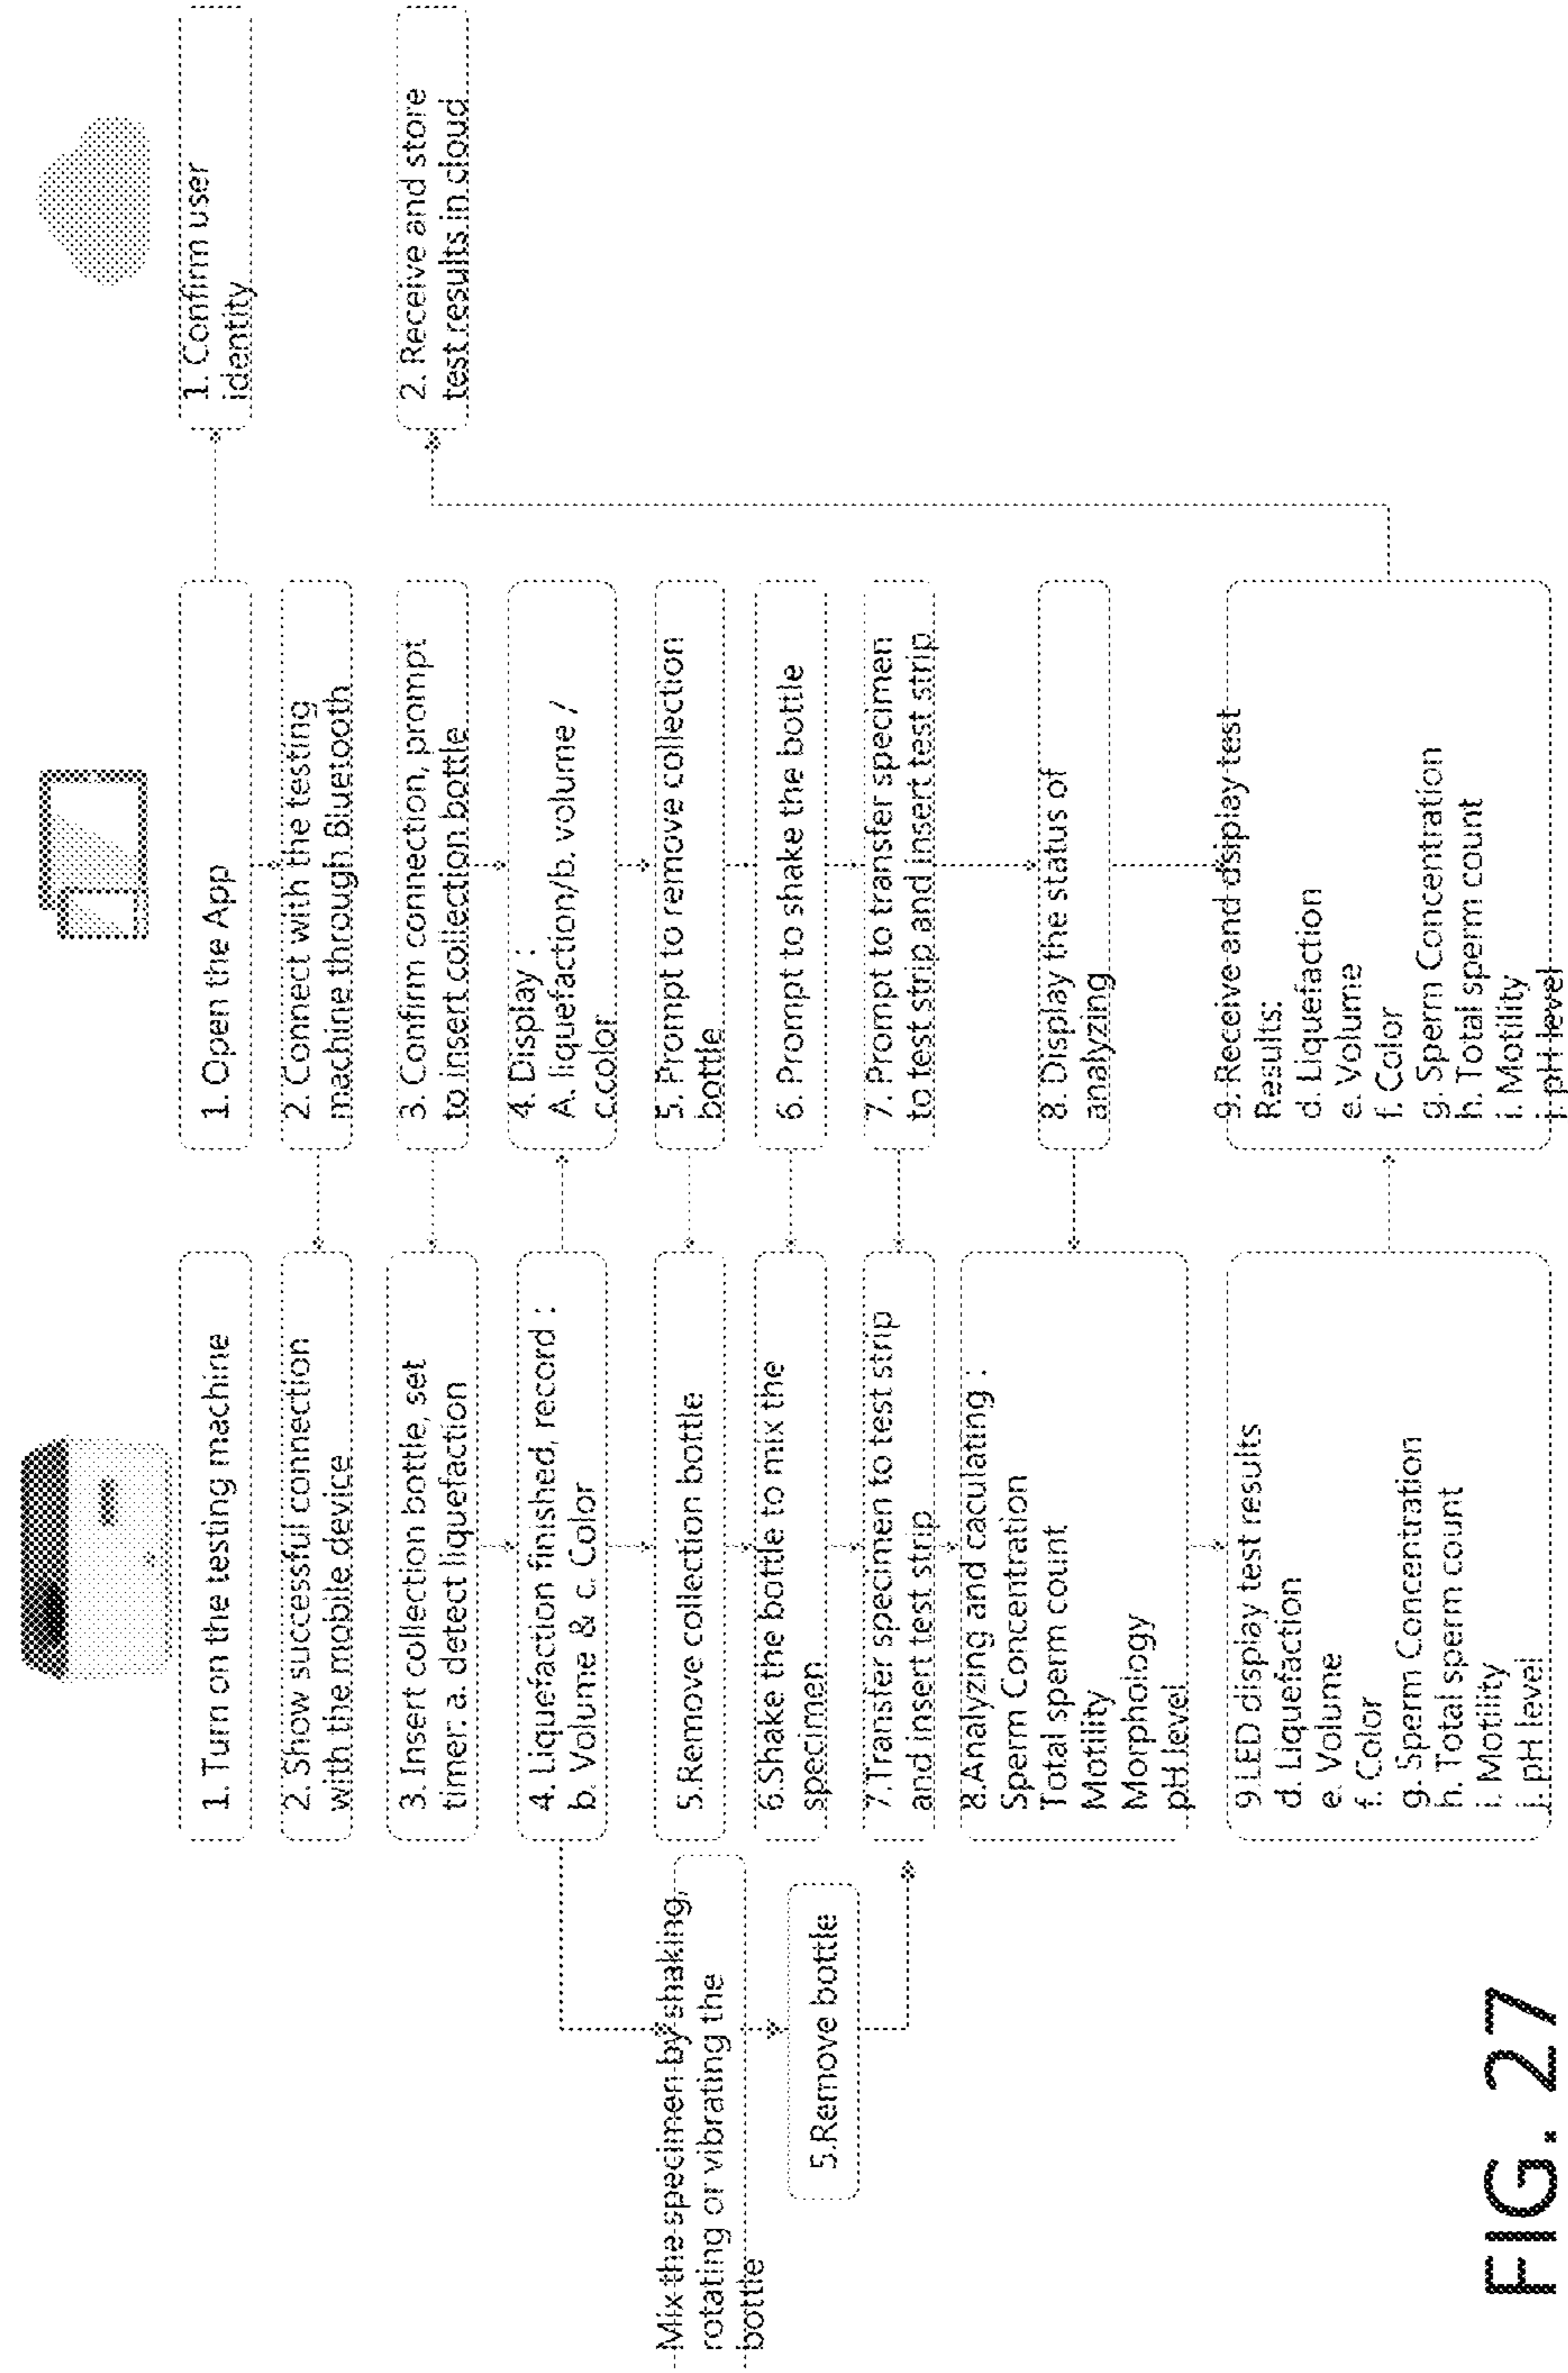 Mix the specimen by shaking,
rotating or vibrating the
bottle
5.Remove bottle
1. Turn on the testing machine
2. Show successful connection
with the mobile device
3. Insert collection bottle, set
timer: a. detect liquefaction
4. Liquefaction finished, record :
b. Volume & c. Color
5.Remove collection bottle
6.Shake the bottle to mix the
specimen
7.Transfer specimen to test strip
and insert test strip
8.Analyzing and caculating :
Sperm Concentration
Total sperm count
Motility
Morphology
pH level
9.LED display test results
d. Liquefaction
e. Volume
f. Color
g. Sperm Concentration
h. Total sperm count
i. Motility
j. pH level
1. Open the App
2. Connect with the testing
machine through Bluetooth
3. Confirm connection, prompt
to insert collection bottle
4. Display :
A. liquefaction/b. volume /
c.color
5. Prompt to remove collection
bottle
6. Prompt to shake the bottle
7. Prompt to transfer specimen
to test strip and insert test strip
8. Display the status of
analyzing
9. Receive and dsiplay test
Results:
d. Liquefaction
e. Volume
f. Color
g. Sperm Concentration
h. Total sperm count
i. Motility
j. pH level
1. Confirm user
identity
2. Receive and store
test results in cloud
FIG. 27